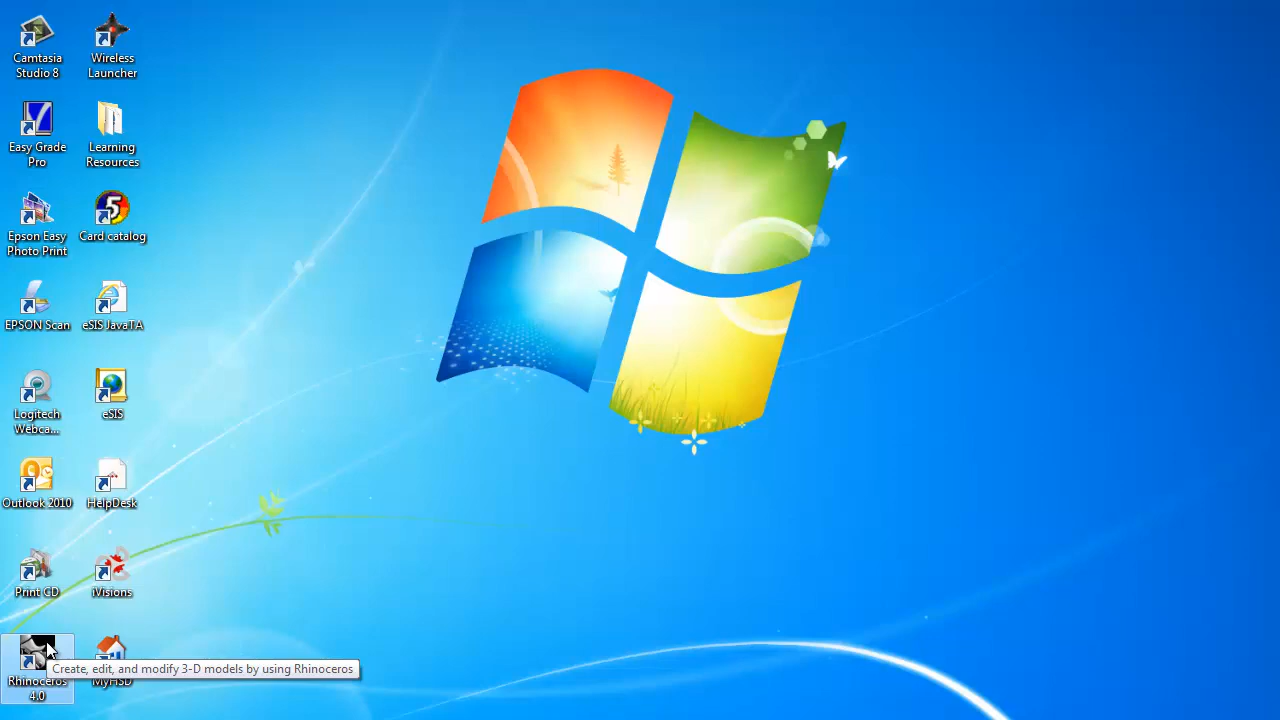 Camtasia
Studio 8
Wireless
Launcher
Easy Grade
Pro
Learning
Resources
Epson Easy
Photo Print
5
Card catalog
EPSON Scan
eSIS JavaTA
Logitech
Webca...
eSIS
Outlook 2010
HelpDesk
Print CD
iVisions
Rhinoceros
4.0
MyHSD
Create, edit, and modify 3-D models by using Rhinoceros